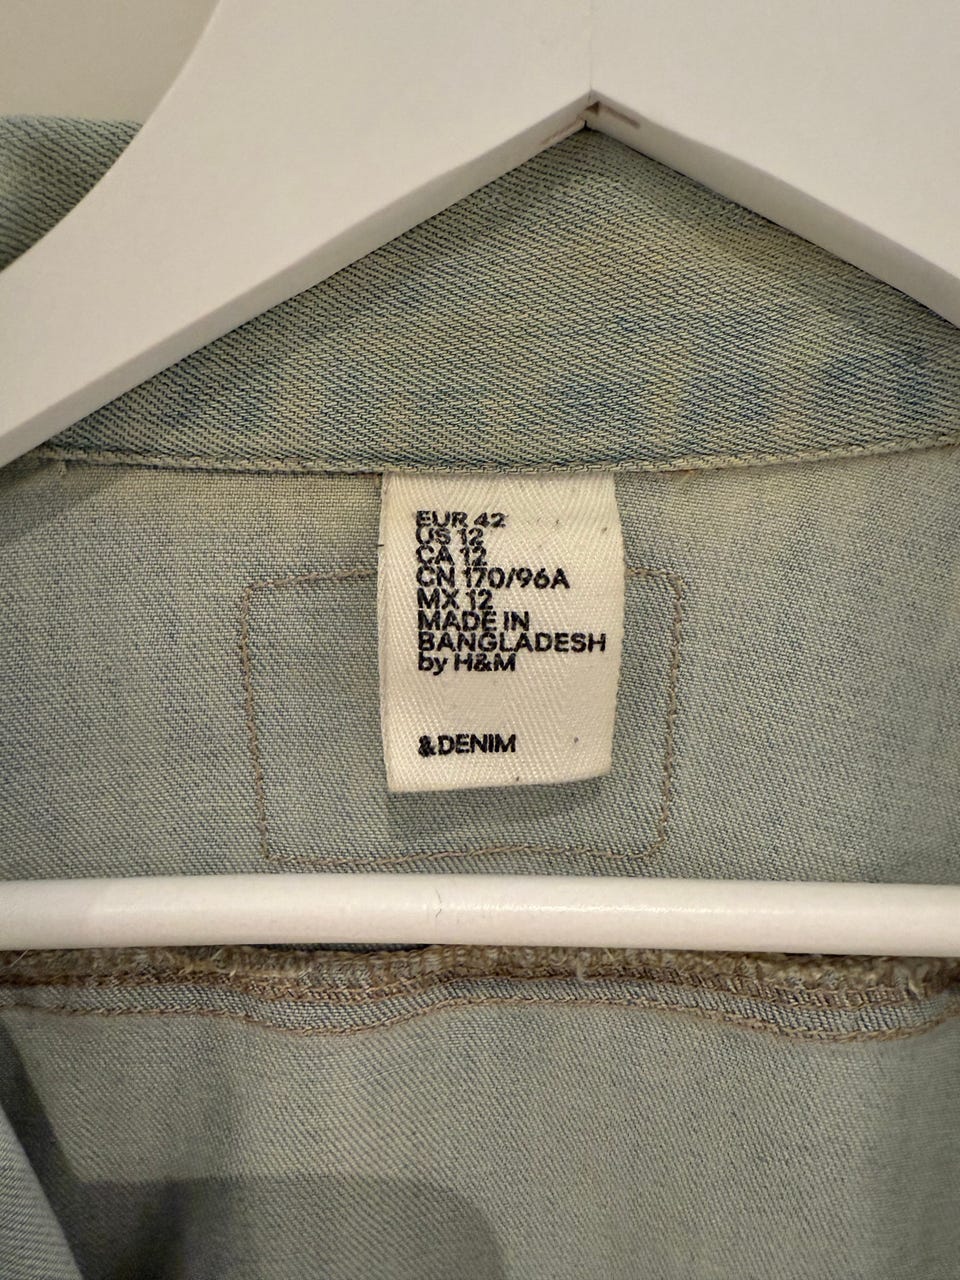 EUR 42
US 12
CA 12
CN 170/96A
MX 12
MADE IN
BANGLADESH
by H&M
&DENIM